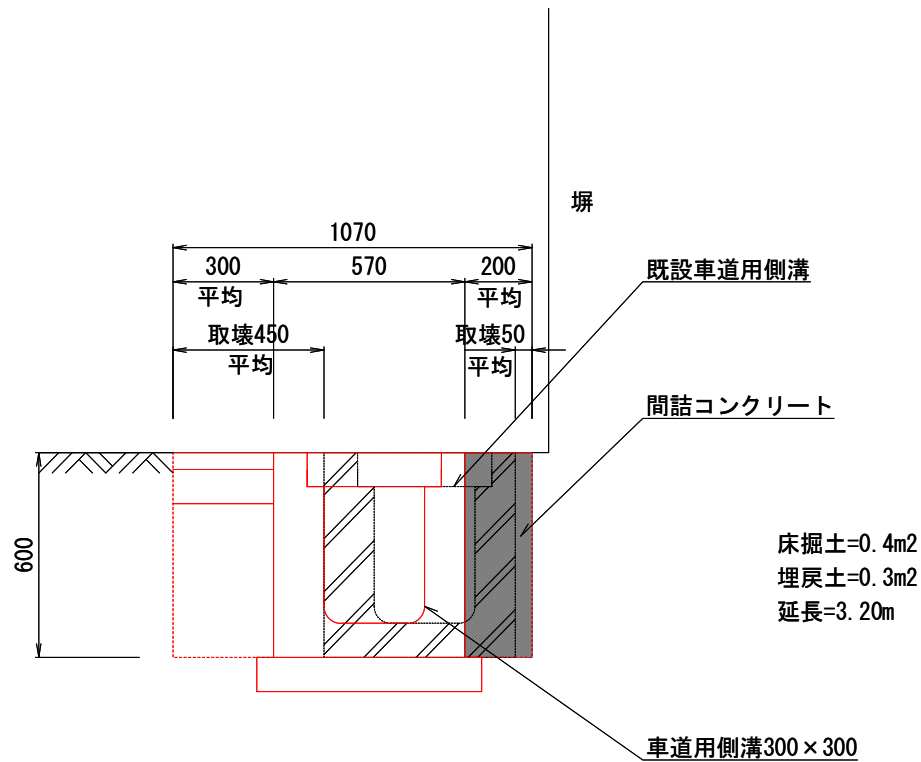 塀
1070
300
570
200
平均
平均
既設車道用側溝
取壊450
取壊50
平均
平均
間詰コンクリート
600
床掘土=0.4m2
埋戻土=0.3m2
延長=3.20m
車道用側溝300×300